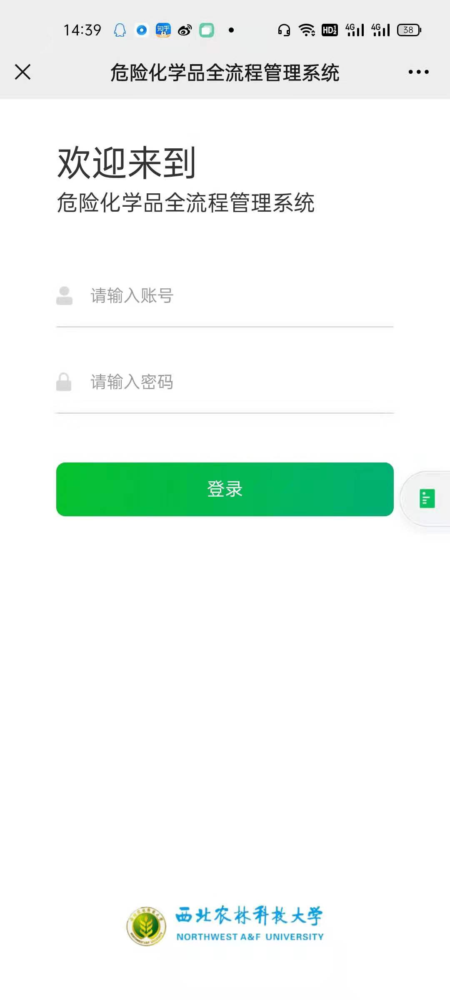 14:39 知乎 HD 1 2 4G 4G 38
危险化学品全流程管理系统
欢迎来到
危险化学品全流程管理系统
请输入账号
请输入密码
登录
西北农林科技大学
NORTHWEST A&F UNIVERSITY